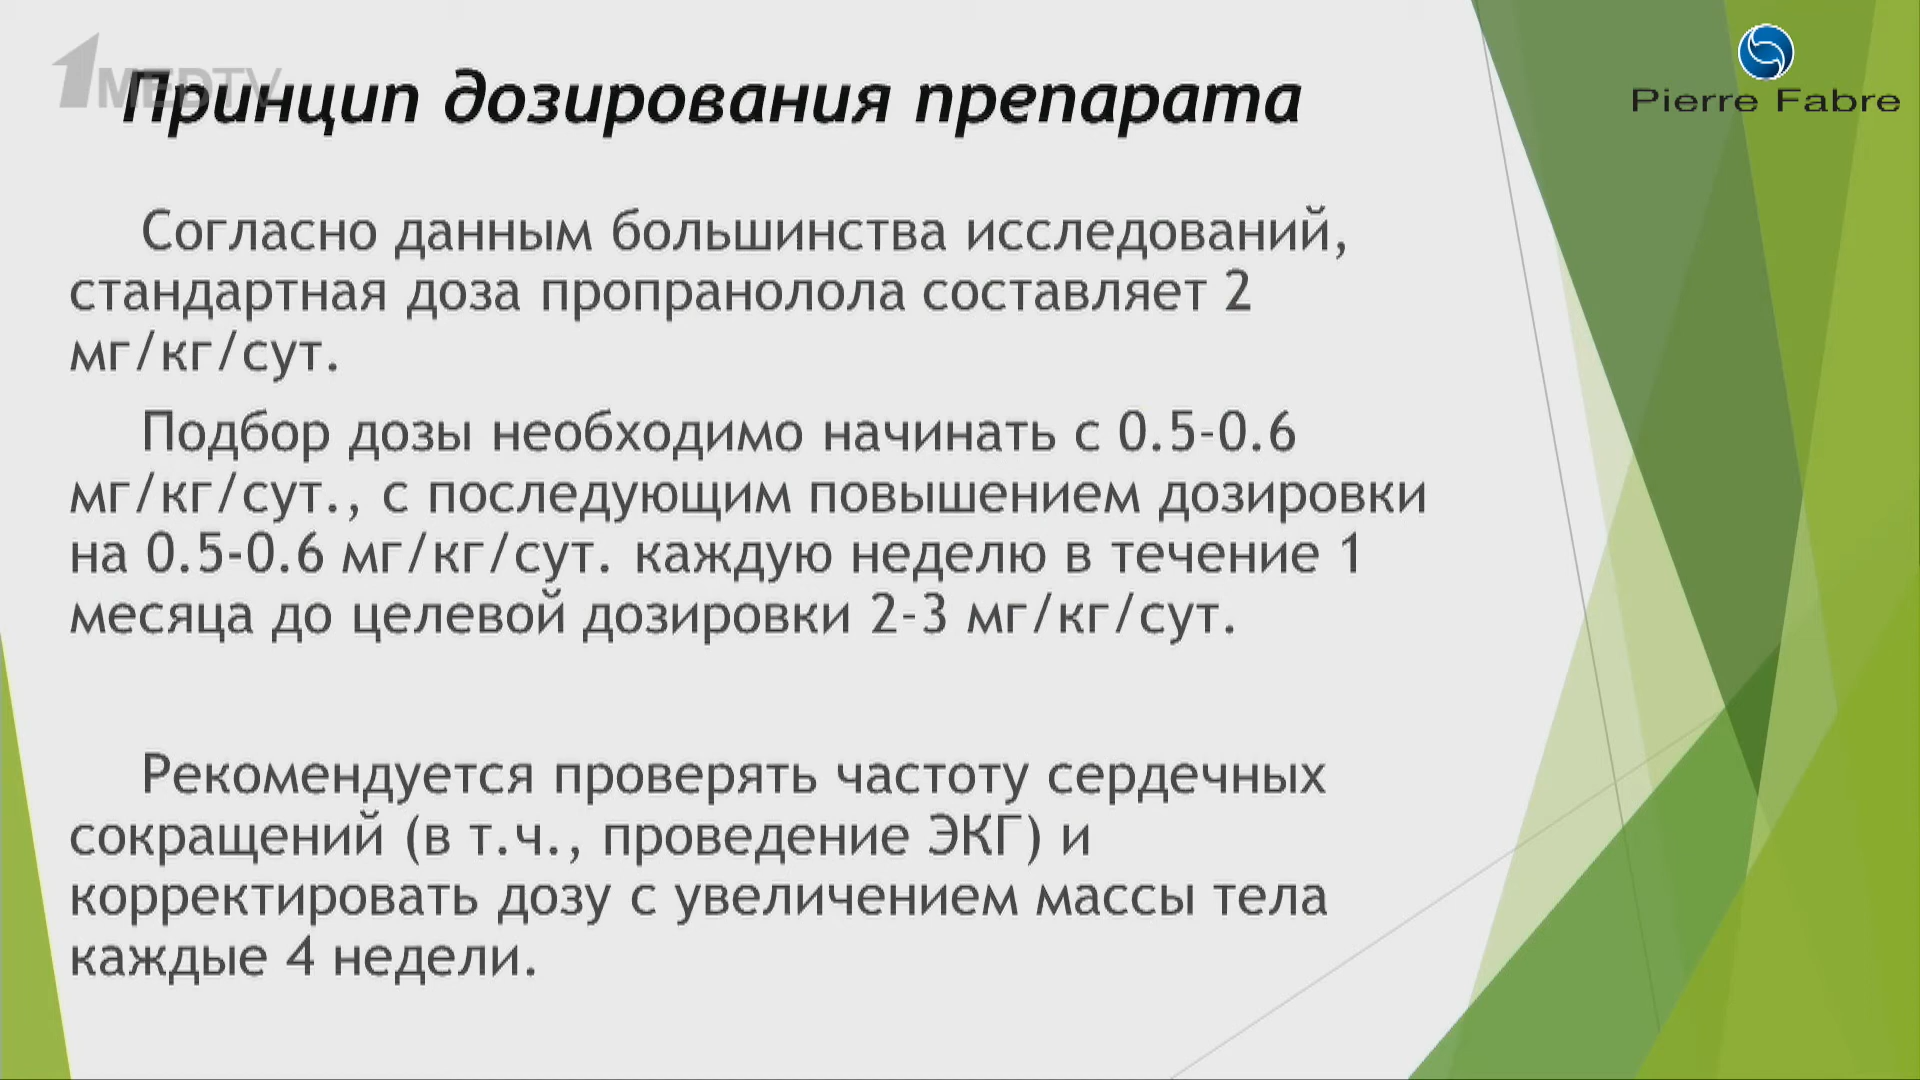 1MEDTV
Принцип дозирования препарата
Pierre Fabre
Согласно данным большинства исследований,
стандартная доза пропранолола составляет 2
мг/кг/сут.
Подбор дозы необходимо начинать с 0.5-0.6
мг/кг/сут., с последующим повышением дозировки
на 0.5-0.6 мг/кг/сут. каждую неделю в течение 1
месяца до целевой дозировки 2-3 мг/кг/сут.
Рекомендуется проверять частоту сердечных
сокращений (в т.ч., проведение ЭКГ) и
корректировать дозу с увеличением массы тела
каждые 4 недели.